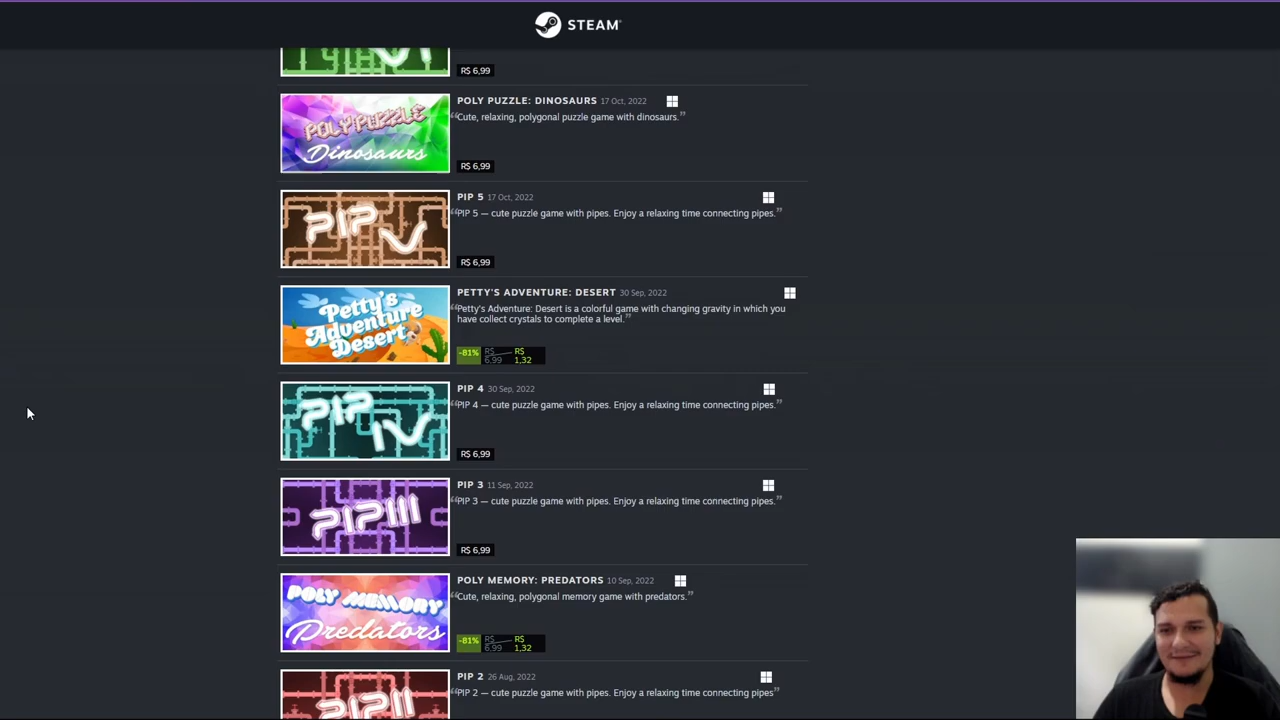 STEAM®
VI
R$ 6,99
POLY PUZZLE
Dinosaurs
POLY PUZZLE: DINOSAURS 17 Oct, 2022
“Cute, relaxing, polygonal puzzle game with dinosaurs.”
R$ 6,99
PIP
V
PIP 5 17 Oct, 2022
“PIP 5 — cute puzzle game with pipes. Enjoy a relaxing time connecting pipes.”
R$ 6,99
Petty's
Adventure
Desert
PETTY'S ADVENTURE: DESERT 30 Sep, 2022
“Petty's Adventure: Desert is a colorful game with changing gravity in which you
have collect crystals to complete a level.”
-81% R$ 6,99 R$ 1,32
PIP
IV
PIP 4 30 Sep, 2022
“PIP 4 — cute puzzle game with pipes. Enjoy a relaxing time connecting pipes.”
R$ 6,99
PIP III
PIP 3 11 Sep, 2022
“PIP 3 — cute puzzle game with pipes. Enjoy a relaxing time connecting pipes.”
R$ 6,99
POLY MEMORY
Predators
POLY MEMORY: PREDATORS 10 Sep, 2022
“Cute, relaxing, polygonal memory game with predators.”
-81% R$ 6,99 R$ 1,32
PIP II
PIP 2 26 Aug, 2022
“PIP 2 — cute puzzle game with pipes. Enjoy a relaxing time connecting pipes”